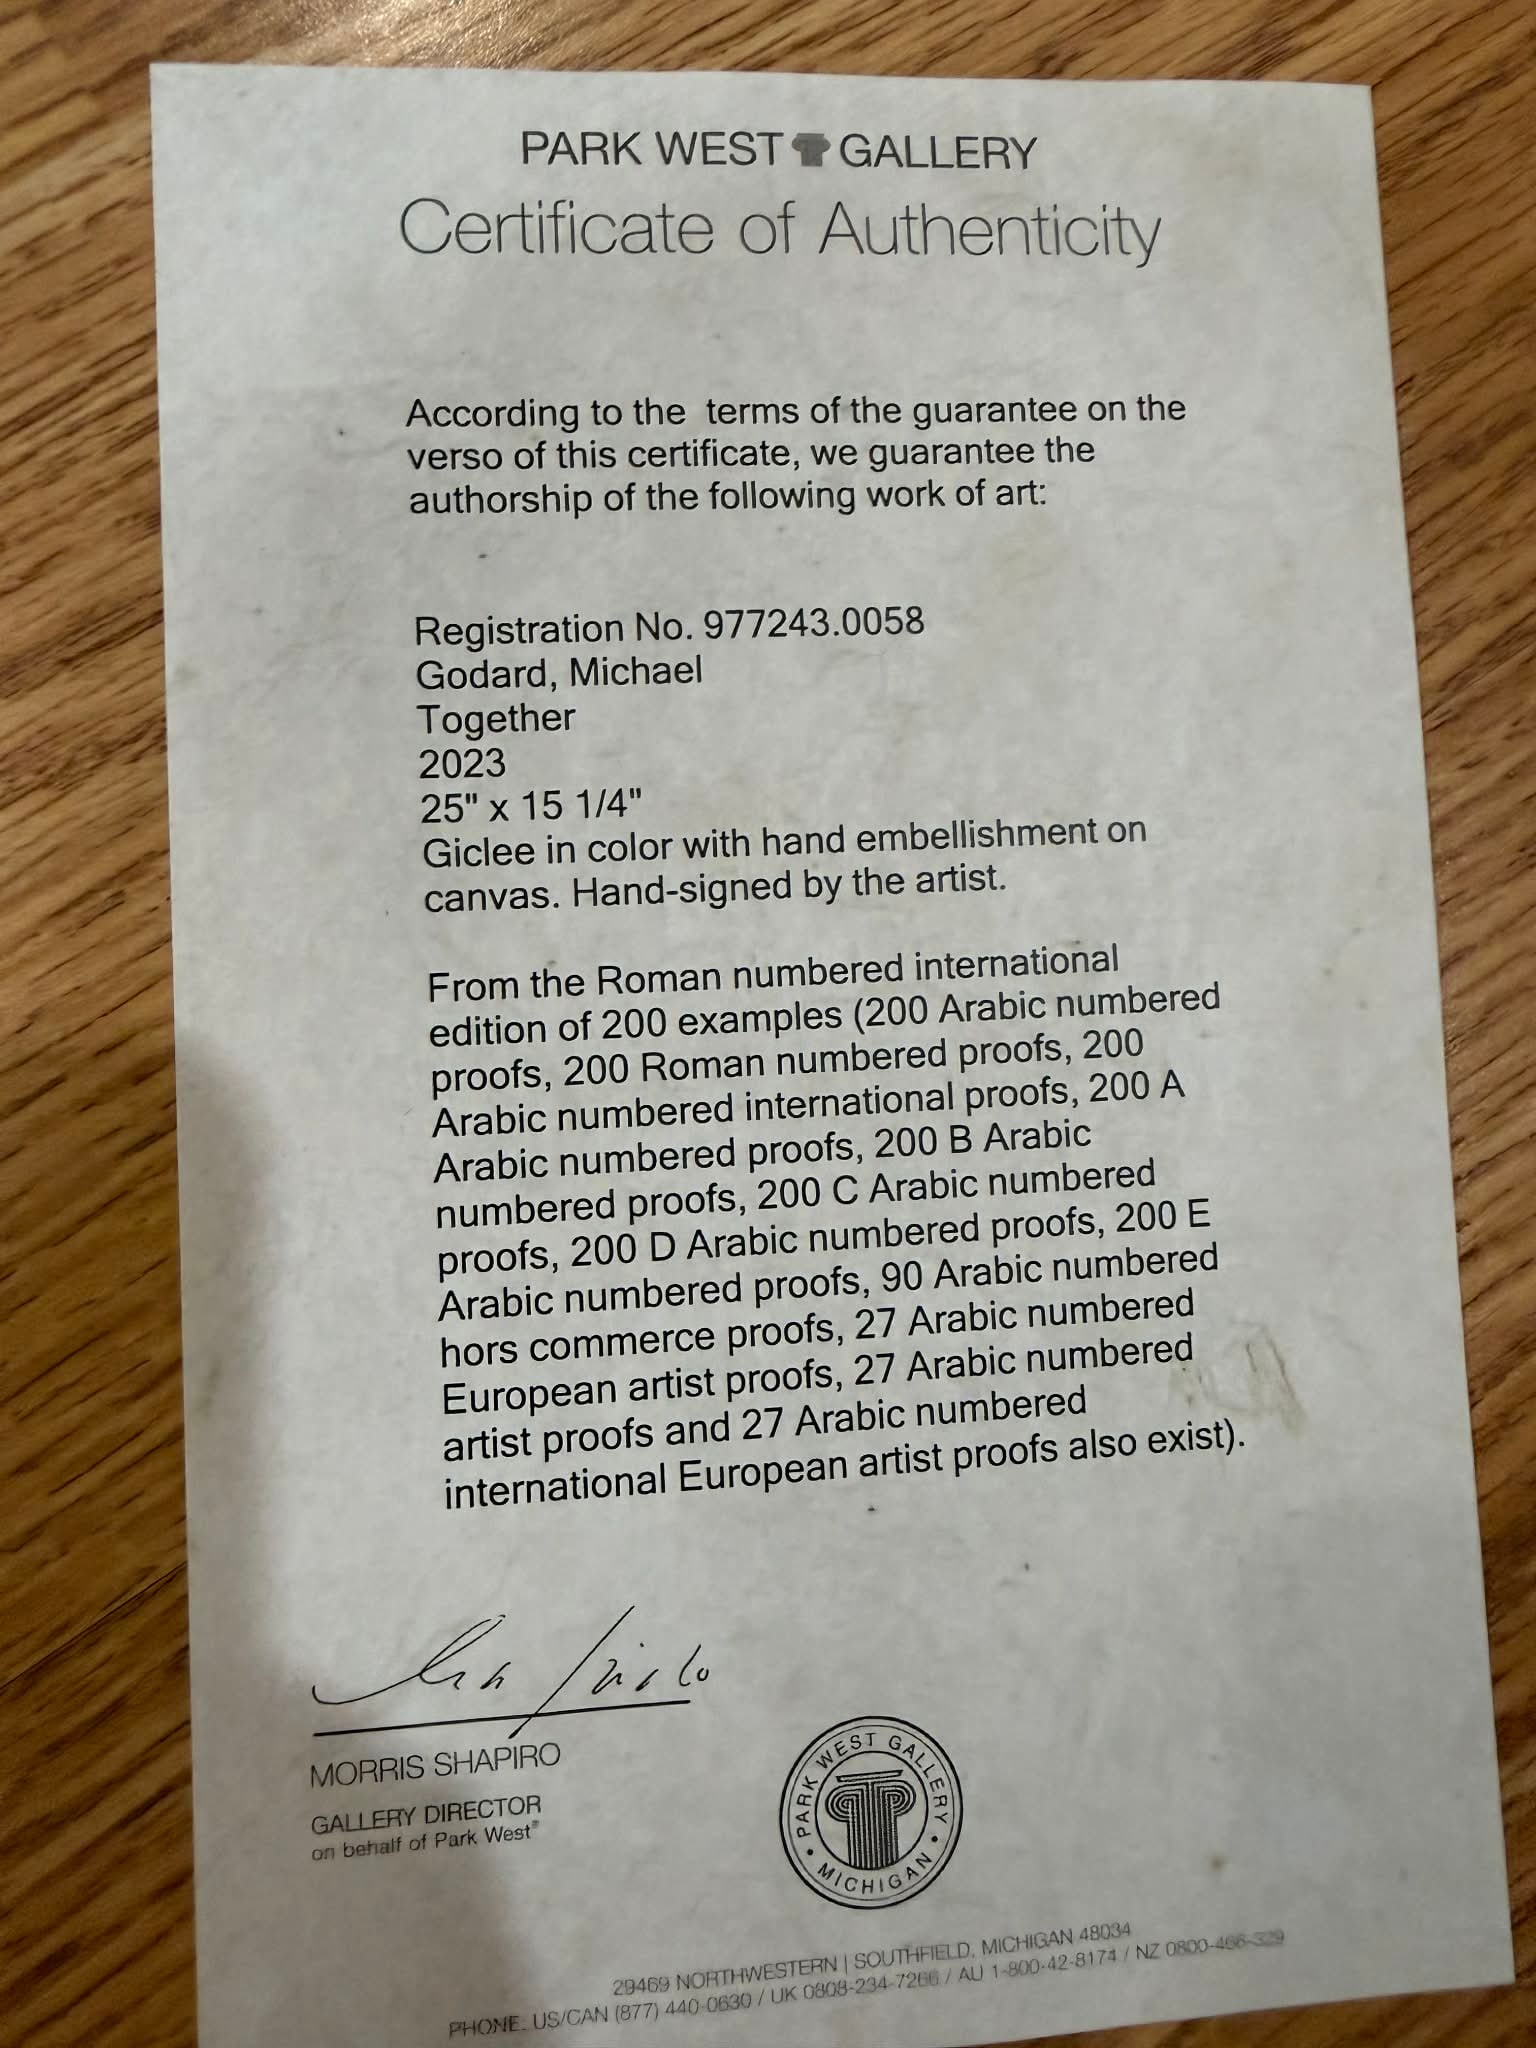 PARK WEST GALLERY
Certificate of Authenticity
According to the terms of the guarantee on the
verso of this certificate, we guarantee the
authorship of the following work of art:
Registration No. 977243.0058
Godard, Michael
Together
2023
25" x 15 1/4"
Giclee in color with hand embellishment on
canvas. Hand-signed by the artist.
From the Roman numbered international
edition of 200 examples (200 Arabic numbered
proofs, 200 Roman numbered proofs, 200
Arabic numbered international proofs, 200 A
Arabic numbered proofs, 200 B Arabic
numbered proofs, 200 C Arabic numbered
proofs, 200 D Arabic numbered proofs, 200 E
Arabic numbered proofs, 90 Arabic numbered
hors commerce proofs, 27 Arabic numbered
European artist proofs, 27 Arabic numbered
artist proofs and 27 Arabic numbered
international European artist proofs also exist).
MORRIS SHAPIRO
GALLERY DIRECTOR
on behalf of Park West®
PARK WEST GALLERY • MICHIGAN •
29469 NORTHWESTERN | SOUTHFIELD, MICHIGAN 48034
PHONE: US/CAN (877) 440-0630 / UK 0808-234-7266 / AU 1-800-42-8174 / NZ 0800-466-329